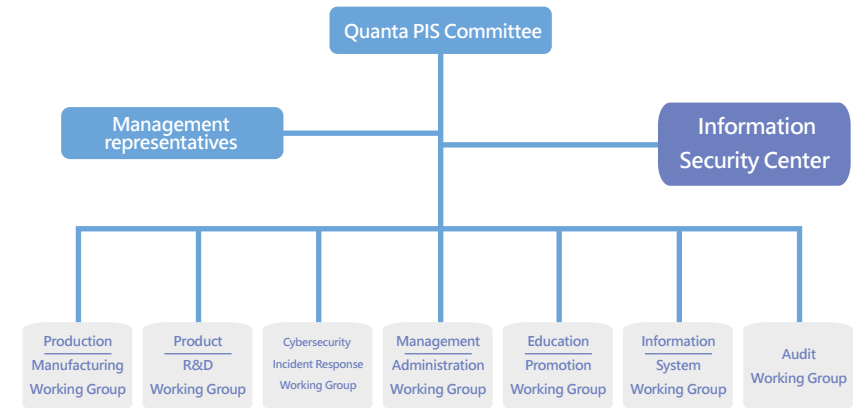 Quanta PIS Committee
Management
representatives
Information
Security Center
Production
Manufacturing
Working Group
Product
R&D
Working Group
Cybersecurity
Incident Response
Working Group
Management
Administration
Working Group
Education
Promotion
Working Group
Information
System
Working Group
Audit
Working Group